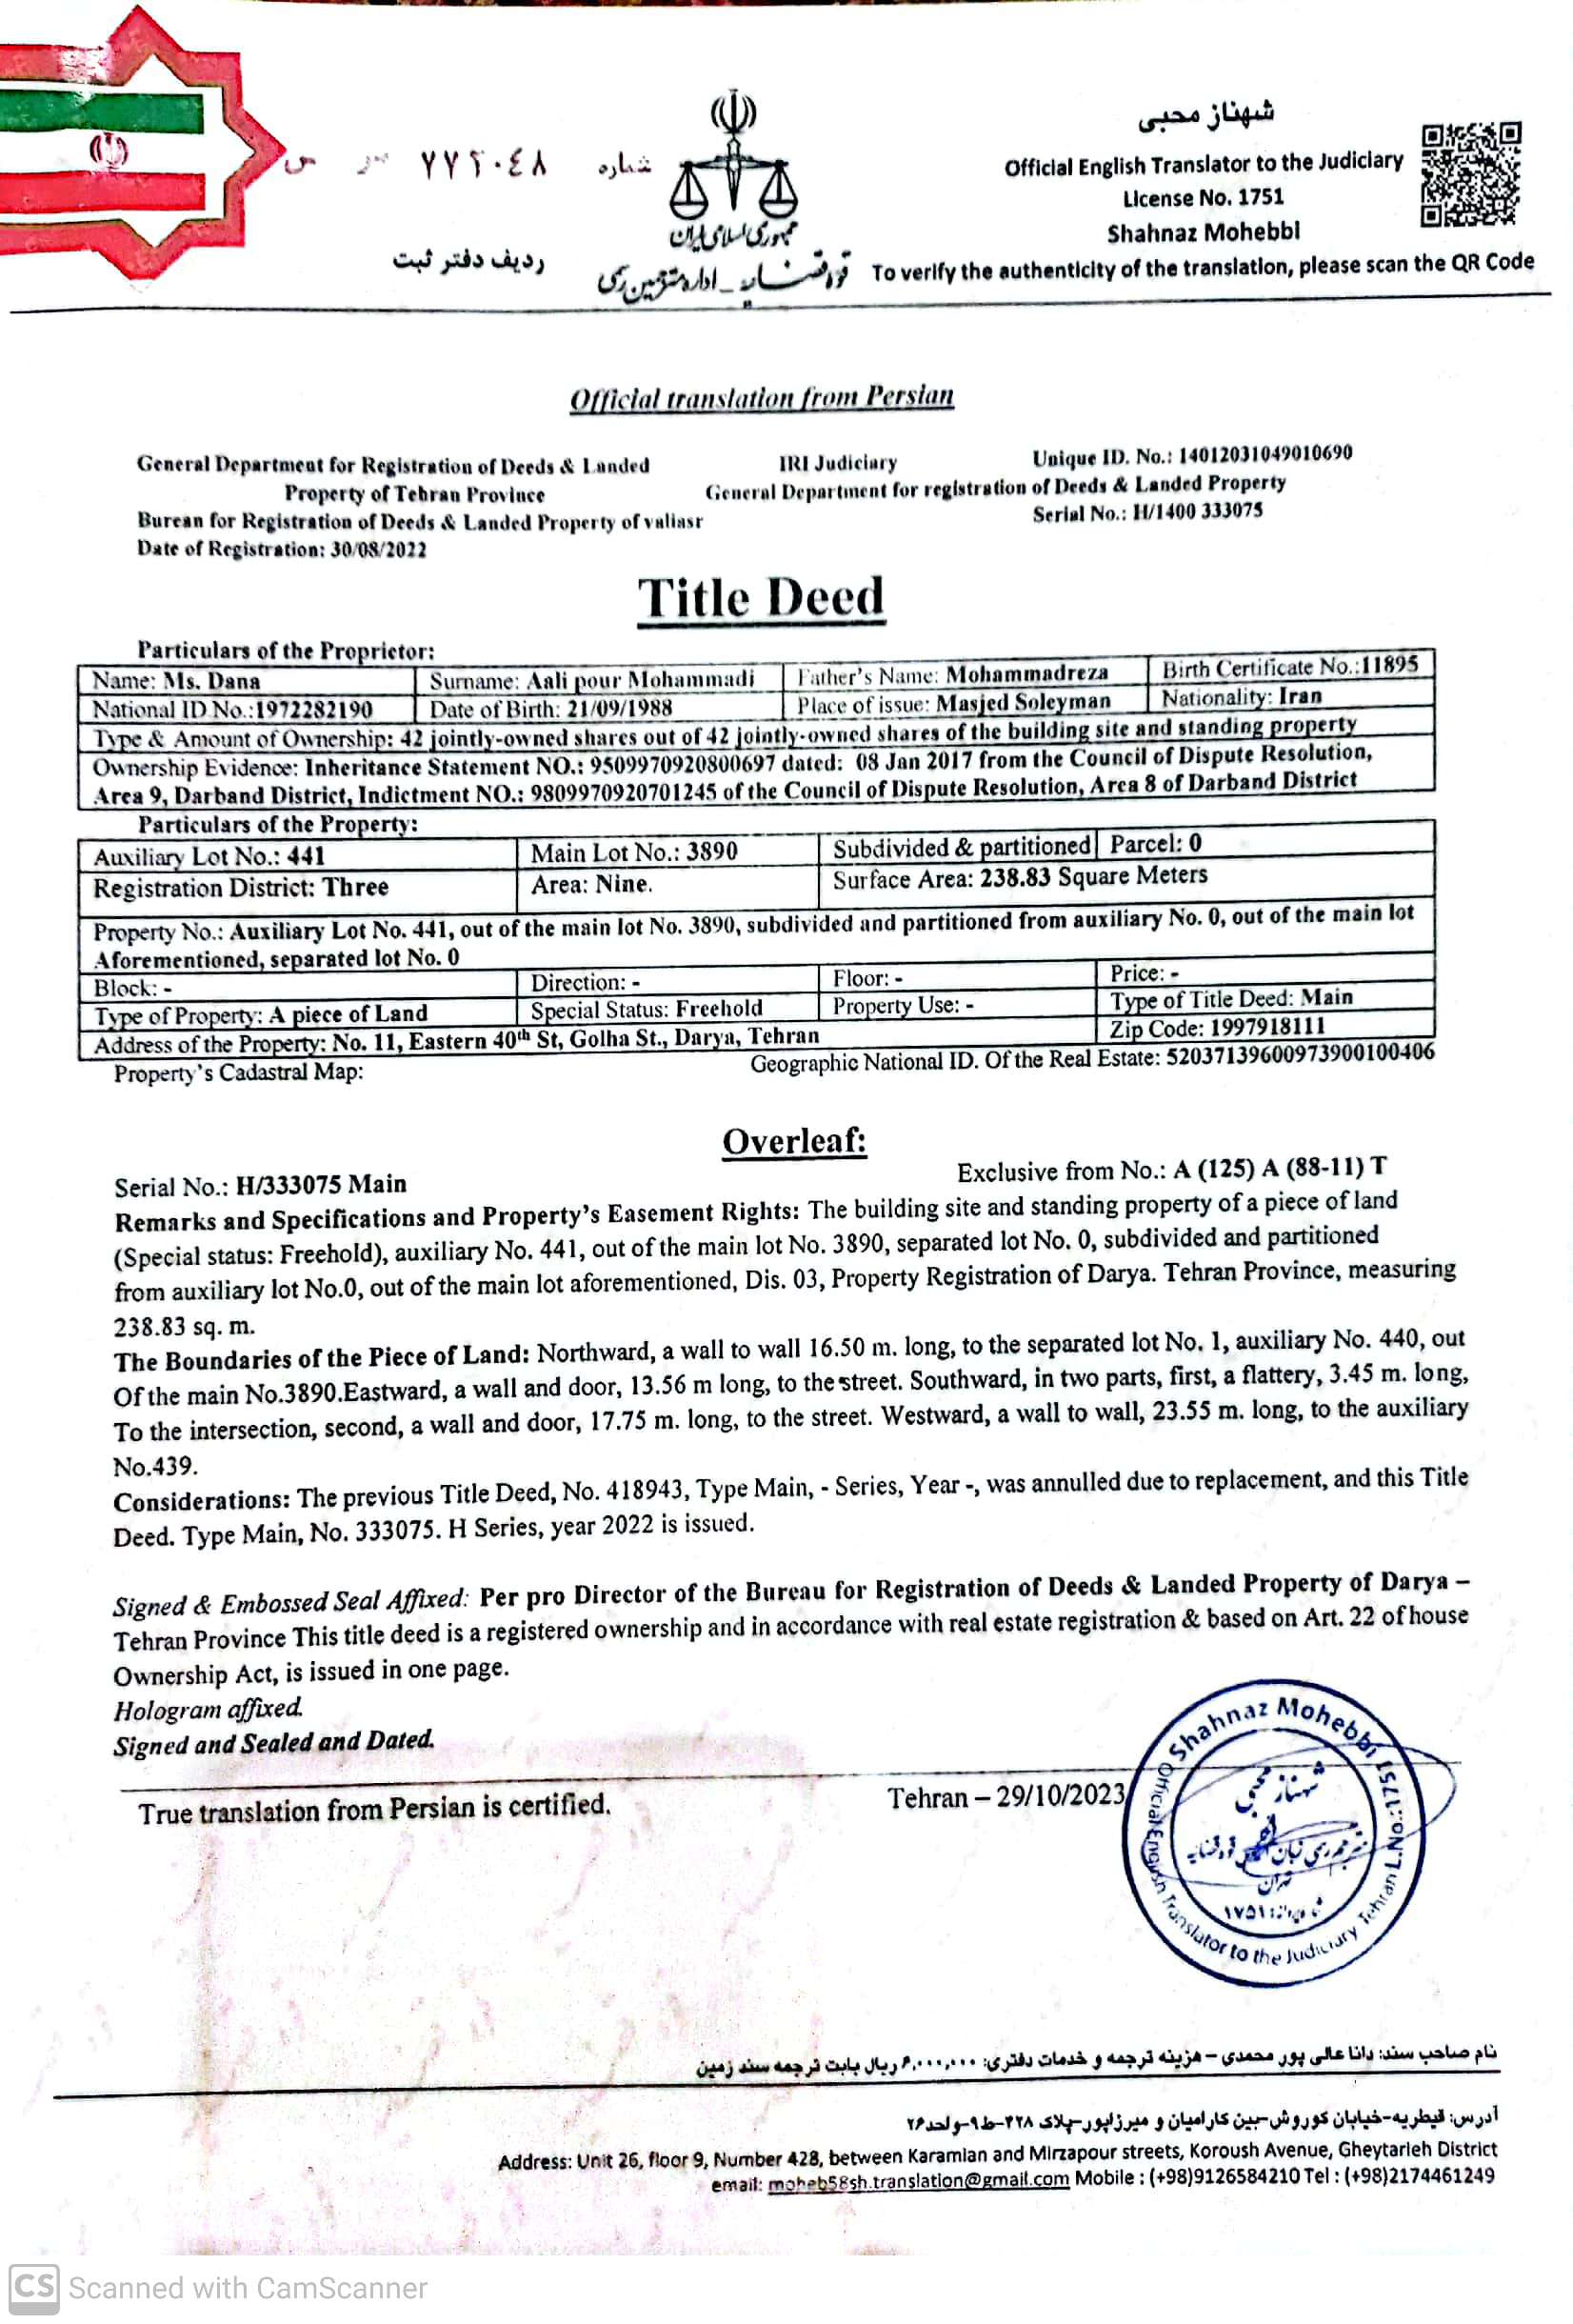 شهناز محبی
Official English Translator to the Judiciary
License No. 1751
Shahnaz Mohebbi
To verify the authenticity of the translation, please scan the QR Code
شماره ۷۷۲۰۴۸ س
ردیف دفتر ثبت
جمهوری اسلامی ایران
قوه قضاییه - اداره مترجمین رسمی
Official translation from Persian
General Department for Registration of Deeds & Landed
Property of Tehran Province
Bureau for Registration of Deeds & Landed Property of valiasr
Date of Registration: 30/08/2022
IRI Judiciary
General Department for registration of Deeds & Landed Property
Unique ID. No.: 14012031049010690
Serial No.: H/1400 333075
Title Deed
Particulars of the Proprietor:
Name: Ms. Dana Surname: Aali pour Mohammadi Father's Name: Mohammadreza Birth Certificate No.:11895
National ID No.:1972282190 Date of Birth: 21/09/1988 Place of issue: Masjed Soleyman Nationality: Iran
Type & Amount of Ownership: 42 jointly-owned shares out of 42 jointly-owned shares of the building site and standing property
Ownership Evidence: Inheritance Statement NO.: 9509970920800697 dated: 08 Jan 2017 from the Council of Dispute Resolution,
Area 9, Darband District, Indictment NO.: 9809970920701245 of the Council of Dispute Resolution, Area 8 of Darband District
Particulars of the Property:
Auxiliary Lot No.: 441 Main Lot No.: 3890 Subdivided & partitioned Parcel: 0
Registration District: Three Area: Nine. Surface Area: 238.83 Square Meters
Property No.: Auxiliary Lot No. 441, out of the main lot No. 3890, subdivided and partitioned from auxiliary No. 0, out of the main lot
Aforementioned, separated lot No. 0
Block: - Direction: - Floor: - Price: -
Type of Property: A piece of Land Special Status: Freehold Property Use: - Type of Title Deed: Main
Address of the Property: No. 11, Eastern 40th St, Golha St., Darya, Tehran Zip Code: 1997918111
Property's Cadastral Map: Geographic National ID. Of the Real Estate: 52037139600973900100406
Overleaf:
Serial No.: H/333075 Main Exclusive from No.: A (125) A (88-11) T
Remarks and Specifications and Property's Easement Rights: The building site and standing property of a piece of land
(Special status: Freehold), auxiliary No. 441, out of the main lot No. 3890, separated lot No. 0, subdivided and partitioned
from auxiliary lot No.0, out of the main lot aforementioned, Dis. 03, Property Registration of Darya. Tehran Province, measuring
238.83 sq. m.
The Boundaries of the Piece of Land: Northward, a wall to wall 16.50 m. long, to the separated lot No. 1, auxiliary No. 440, out
Of the main No.3890.Eastward, a wall and door, 13.56 m long, to the street. Southward, in two parts, first, a flattery, 3.45 m. long,
To the intersection, second, a wall and door, 17.75 m. long, to the street. Westward, a wall to wall, 23.55 m. long, to the auxiliary
No.439.
Considerations: The previous Title Deed, No. 418943, Type Main, - Series, Year -, was annulled due to replacement, and this Title
Deed. Type Main, No. 333075. H Series, year 2022 is issued.
Signed & Embossed Seal Affixed: Per pro Director of the Bureau for Registration of Deeds & Landed Property of Darya –
Tehran Province This title deed is a registered ownership and in accordance with real estate registration & based on Art. 22 of house
Ownership Act, is issued in one page.
Hologram affixed.
Signed and Sealed and Dated.
True translation from Persian is certified. Tehran – 29/10/2023
Shahnaz Mohebbi Official English Translator to the Judiciary Tehran L.No.:1751
شهناز محبی
مترجم رسمی زبان انگلیسی قوه قضاییه
تهران
شماره پروانه: ۱۷۵۱
نام صاحب سند: دانا عالی پور محمدی – هزینه ترجمه و خدمات دفتری: ۶,۰۰۰,۰۰۰ ریال بابت ترجمه سند زمین
آدرس: قیطریه-خیابان کوروش-بین کارامیان و میرزاپور-پلاک ۴۲۸-ط۹-واحد۲۶
Address: Unit 26, floor 9, Number 428, between Karamian and Mirzapour streets, Koroush Avenue, Gheytarieh District
email: moheb58sh.translation@gmail.com Mobile : (+98)9126584210 Tel : (+98)2174461249
CS Scanned with CamScanner